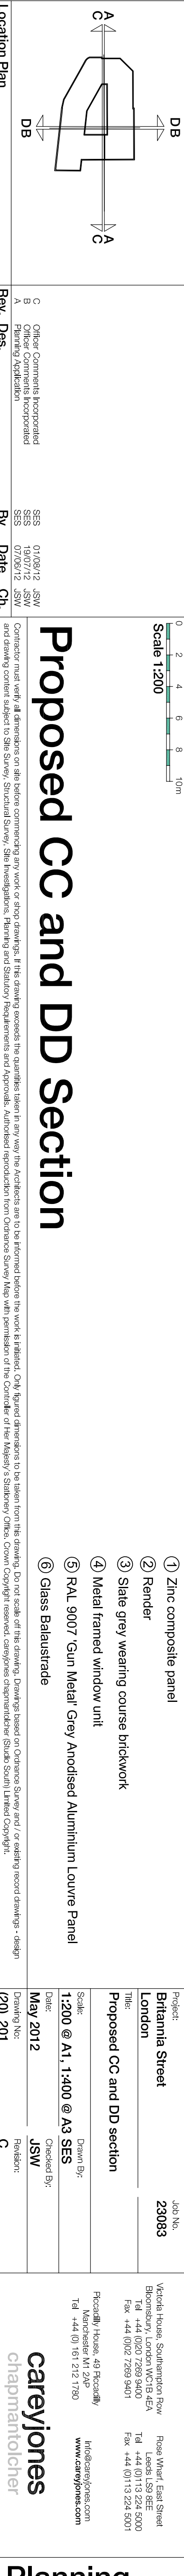 A
C
D B
D B
A
C
Location Plan
C Officer Comments Incorporated SES 01/08/12 JSW
B Officer Comments Incorporated SES 19/07/12 JSW
A Planning Application SES 07/06/12 JSW
Rev. Des. By Date Ch.
0 2 4 6 8 10m
Scale 1:200
Proposed CC and DD Section
Contractor must verify all dimensions on site before commencing any work or shop drawings. If this drawing exceeds the quantities taken in any way the Architects are to be informed before the work is initiated. Only figured dimensions to be taken from this drawing. Do not scale off this drawing. Drawings based on Ordnance Survey and / or existing record drawings - design
and drawing content subject to Site Survey, Structural Survey, Site Investigations, Planning and Statutory Requirements and Approvals. Authorised reproduction from Ordnance Survey Map with permission of the Controller of Her Majesty's Stationery Office. Crown Copyright reserved. careyjones chapmantolcher (Studio South) Limited Copyright.
1 Zinc composite panel
2 Render
3 Slate grey wearing course brickwork
4 Metal framed window unit
5 RAL 9007 'Gun Metal' Grey Anodised Aluminium Louvre Panel
6 Glass Balaustrade
Project: Job No.
Britannia Street 23083
London
Title:
Proposed CC and DD section
Scale: Drawn By:
1:200 @ A1, 1:400 @ A3 SES
Date: Checked By:
May 2012 JSW
Drawing No: Revision:
(20) 201 C
Victoria House, Southampton Row
Bloomsbury, London WC1B 4EA
Tel +44 (0)20 7269 9400
Fax +44 (0)02 7269 9401
Rose Wharf, East Street
Leeds LS9 8EE
Tel +44 (0)113 224 5000
Fax +44 (0)113 224 5001
Piccadilly House, 49 Piccadilly
Manchester M1 2AP
Tel +44 (0) 161 212 1780
info@careyjones.com
www.careyjones.com
careyjones
chapmantolcher
Planning